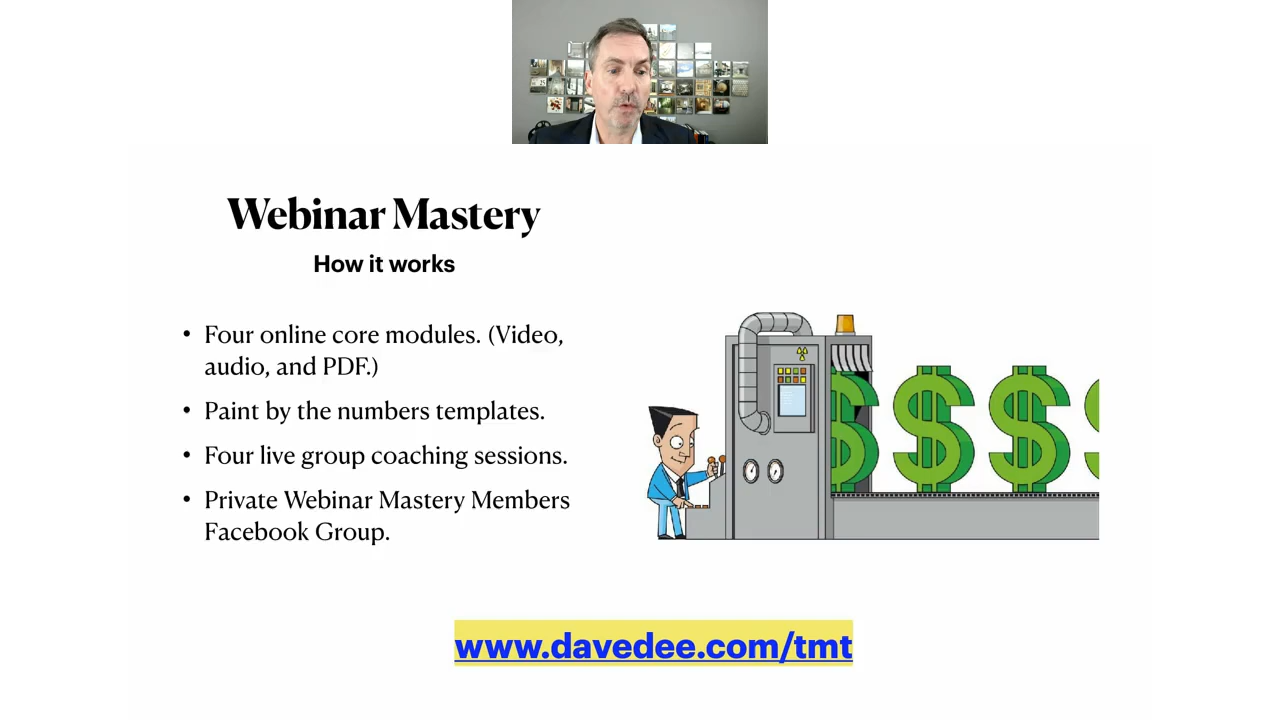 Webinar Mastery
How it works
• Four online core modules. (Video,
audio, and PDF.)
• Paint by the numbers templates.
• Four live group coaching sessions.
• Private Webinar Mastery Members
Facebook Group.
www.davedee.com/tmt